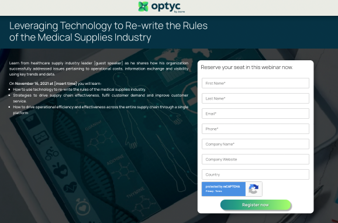 optyc
Leveraging Technology to Re-write the Rules
of the Medical Supplies Industry
Learn from healthcare supply industry leader [guest speaker] as he shares how his organization
successfully addressed issues pertaining to operational costs, information exchange and visibility
using key trends and aims.
On November 16, 2021 at [insert time] you will learn:
How to use technology to re-write the rules of the medical supplies industry.
Strategies to drive supply chain effectiveness, fulfil customer demand and improve customer
service.
How to drive operational efficiency and effectiveness across the entire supply chain through a single
platform.
Reserve your seat in this webinar now
First Name*
Last Name*
Email*
Phone*
Company Name*
Company Website
Country
protected by reCAPTCHA
Privacy - Terms
Register now